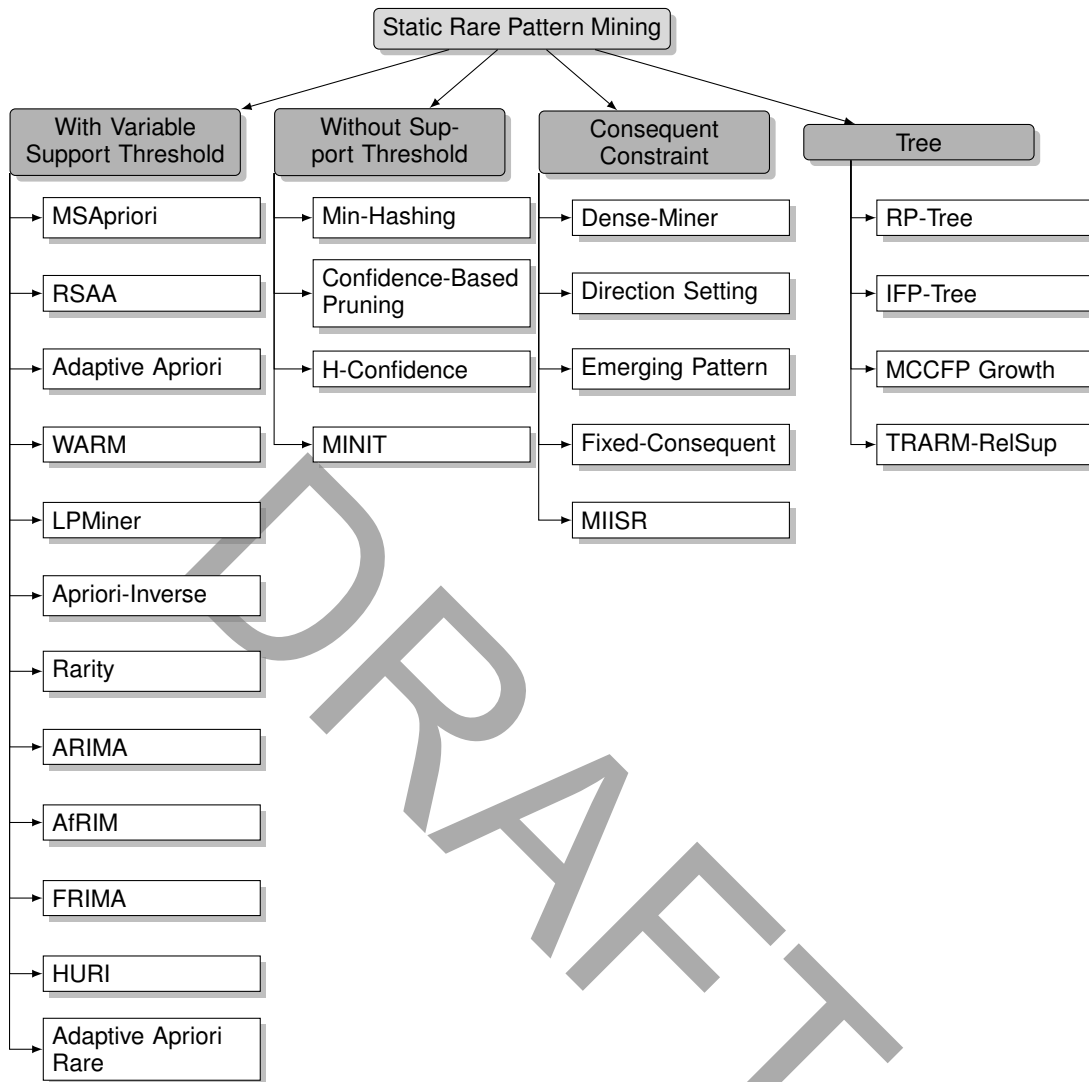 Static Rare Pattern Mining
With Variable
Support Threshold
MSApriori
RSAA
Adaptive Apriori
WARM
LPMiner
Apriori-Inverse
Rarity
ARIMA
AfRIM
FRIMA
HURI
Adaptive Apriori
Rare
Without Sup-
port Threshold
Min-Hashing
Confidence-Based
Pruning
H-Confidence
MINIT
Consequent
Constraint
Dense-Miner
Direction Setting
Emerging Pattern
Fixed-Consequent
MIISR
Tree
RP-Tree
IFP-Tree
MCCFP Growth
TRARM-RelSup
DRAFT